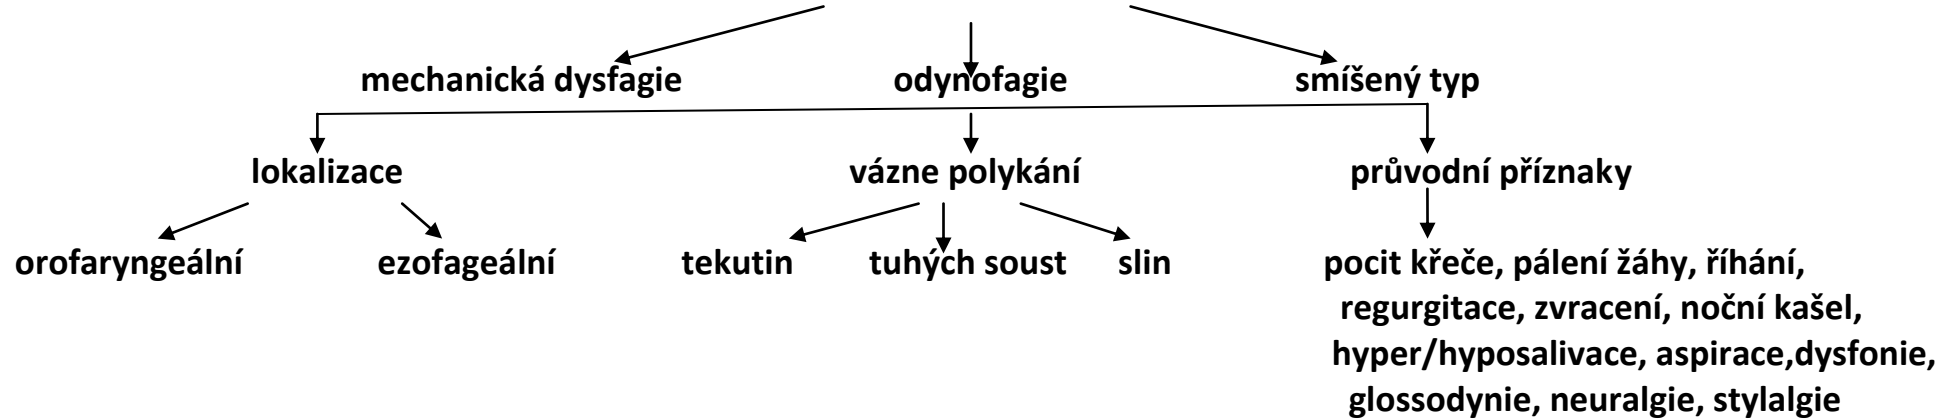 mechanická dysfagie odynofagie smíšený typ
lokalizace vázne polykání průvodní příznaky
orofaryngeální ezofageální tekutin tuhých soust slin pocit křeče, pálení žáhy, říhání,
regurgitace, zvracení, noční kašel,
hyper/hyposalivace, aspirace,dysfonie,
glossodynie, neuralgie, stylalgie